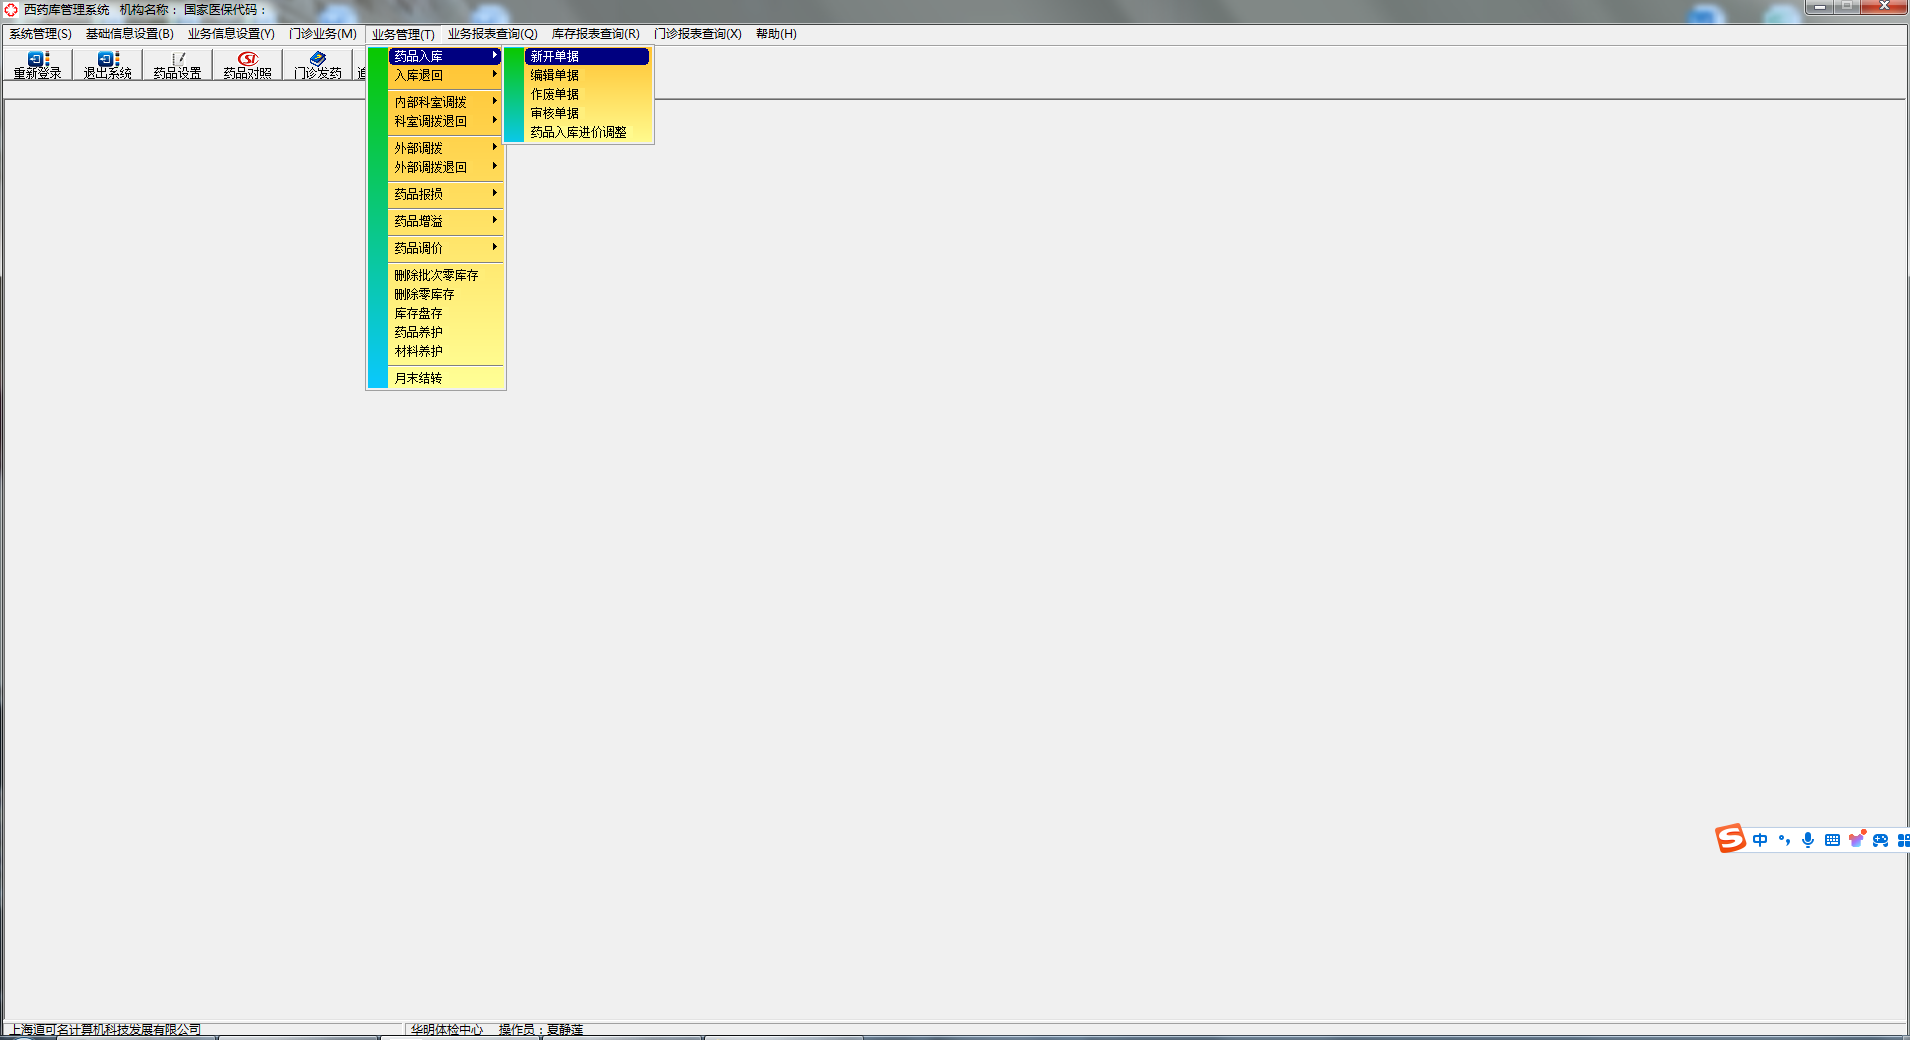 西药库管理系统 机构名称： 国家医保代码：
系统管理(S) 基础信息设置(B) 业务信息设置(Y) 门诊业务(M) 业务管理(T) 业务报表查询(Q) 库存报表查询(R) 门诊报表查询(X) 帮助(H)
重新登录 退出系统 药品设置 药品对照 门诊发药
药品入库
入库退回
内部科室调拨
科室调拨退回
外部调拨
外部调拨退回
药品报损
药品增溢
药品调价
删除批次零库存
删除零库存
库存盘存
药品养护
材料养护
月末结转
新开单据
编辑单据
作废单据
审核单据
药品入库进价调整
S 中
上海道可名计算机科技发展有限公司 华明体检中心 操作员：夏静莲